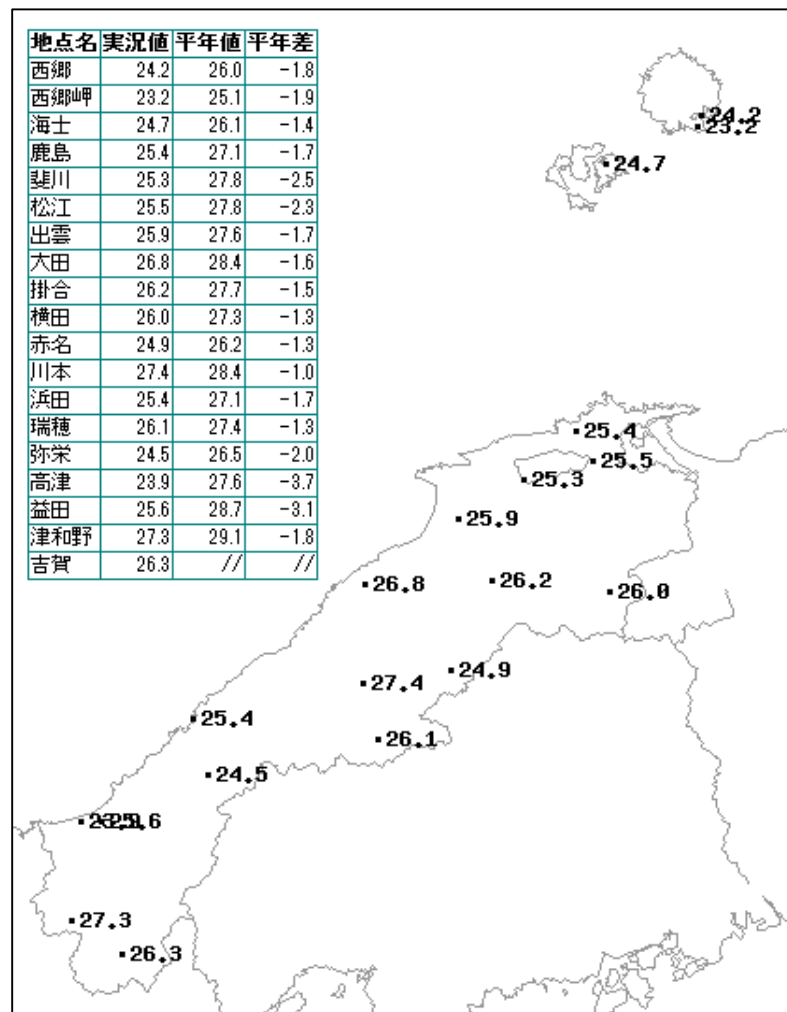 地点名 実況値 平年値 平年差
西郷 24.2 26.0 -1.8
西郷岬 23.2 25.1 -1.9
海士 24.7 26.1 -1.4
鹿島 25.4 27.1 -1.7
斐川 25.3 27.8 -2.5
松江 25.5 27.8 -2.3
出雲 25.9 27.6 -1.7
大田 26.8 28.4 -1.6
掛合 26.2 27.7 -1.5
横田 26.0 27.3 -1.3
赤名 24.9 26.2 -1.3
川本 27.4 28.4 -1.0
浜田 25.4 27.1 -1.7
瑞穂 26.1 27.4 -1.3
弥栄 24.5 26.5 -2.0
高津 23.9 27.6 -3.7
益田 25.6 28.7 -3.1
津和野 27.3 29.1 -1.8
吉賀 26.3 // //
24.2
23.2
24.7
25.4
25.5
25.3
25.9
26.8
26.2
26.0
24.9
27.4
25.4
26.1
24.5
23.9
25.6
27.3
26.3